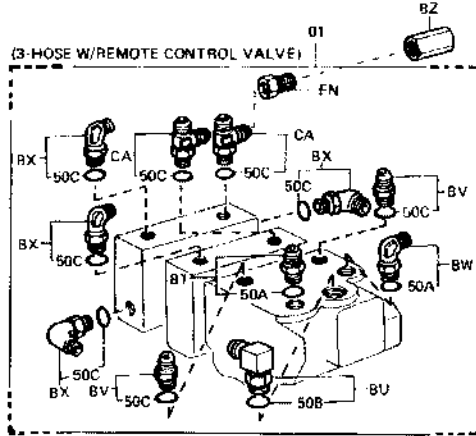 BZ
01
(3-HOSE W/REMOTE CONTROL VALVE)
FN
CA
BX
CA
50C
50C
50C
BX
50C
BV
50C
BX
50C
BT
50A
BW
50A
50C
BX
BV
50C
BU
50B